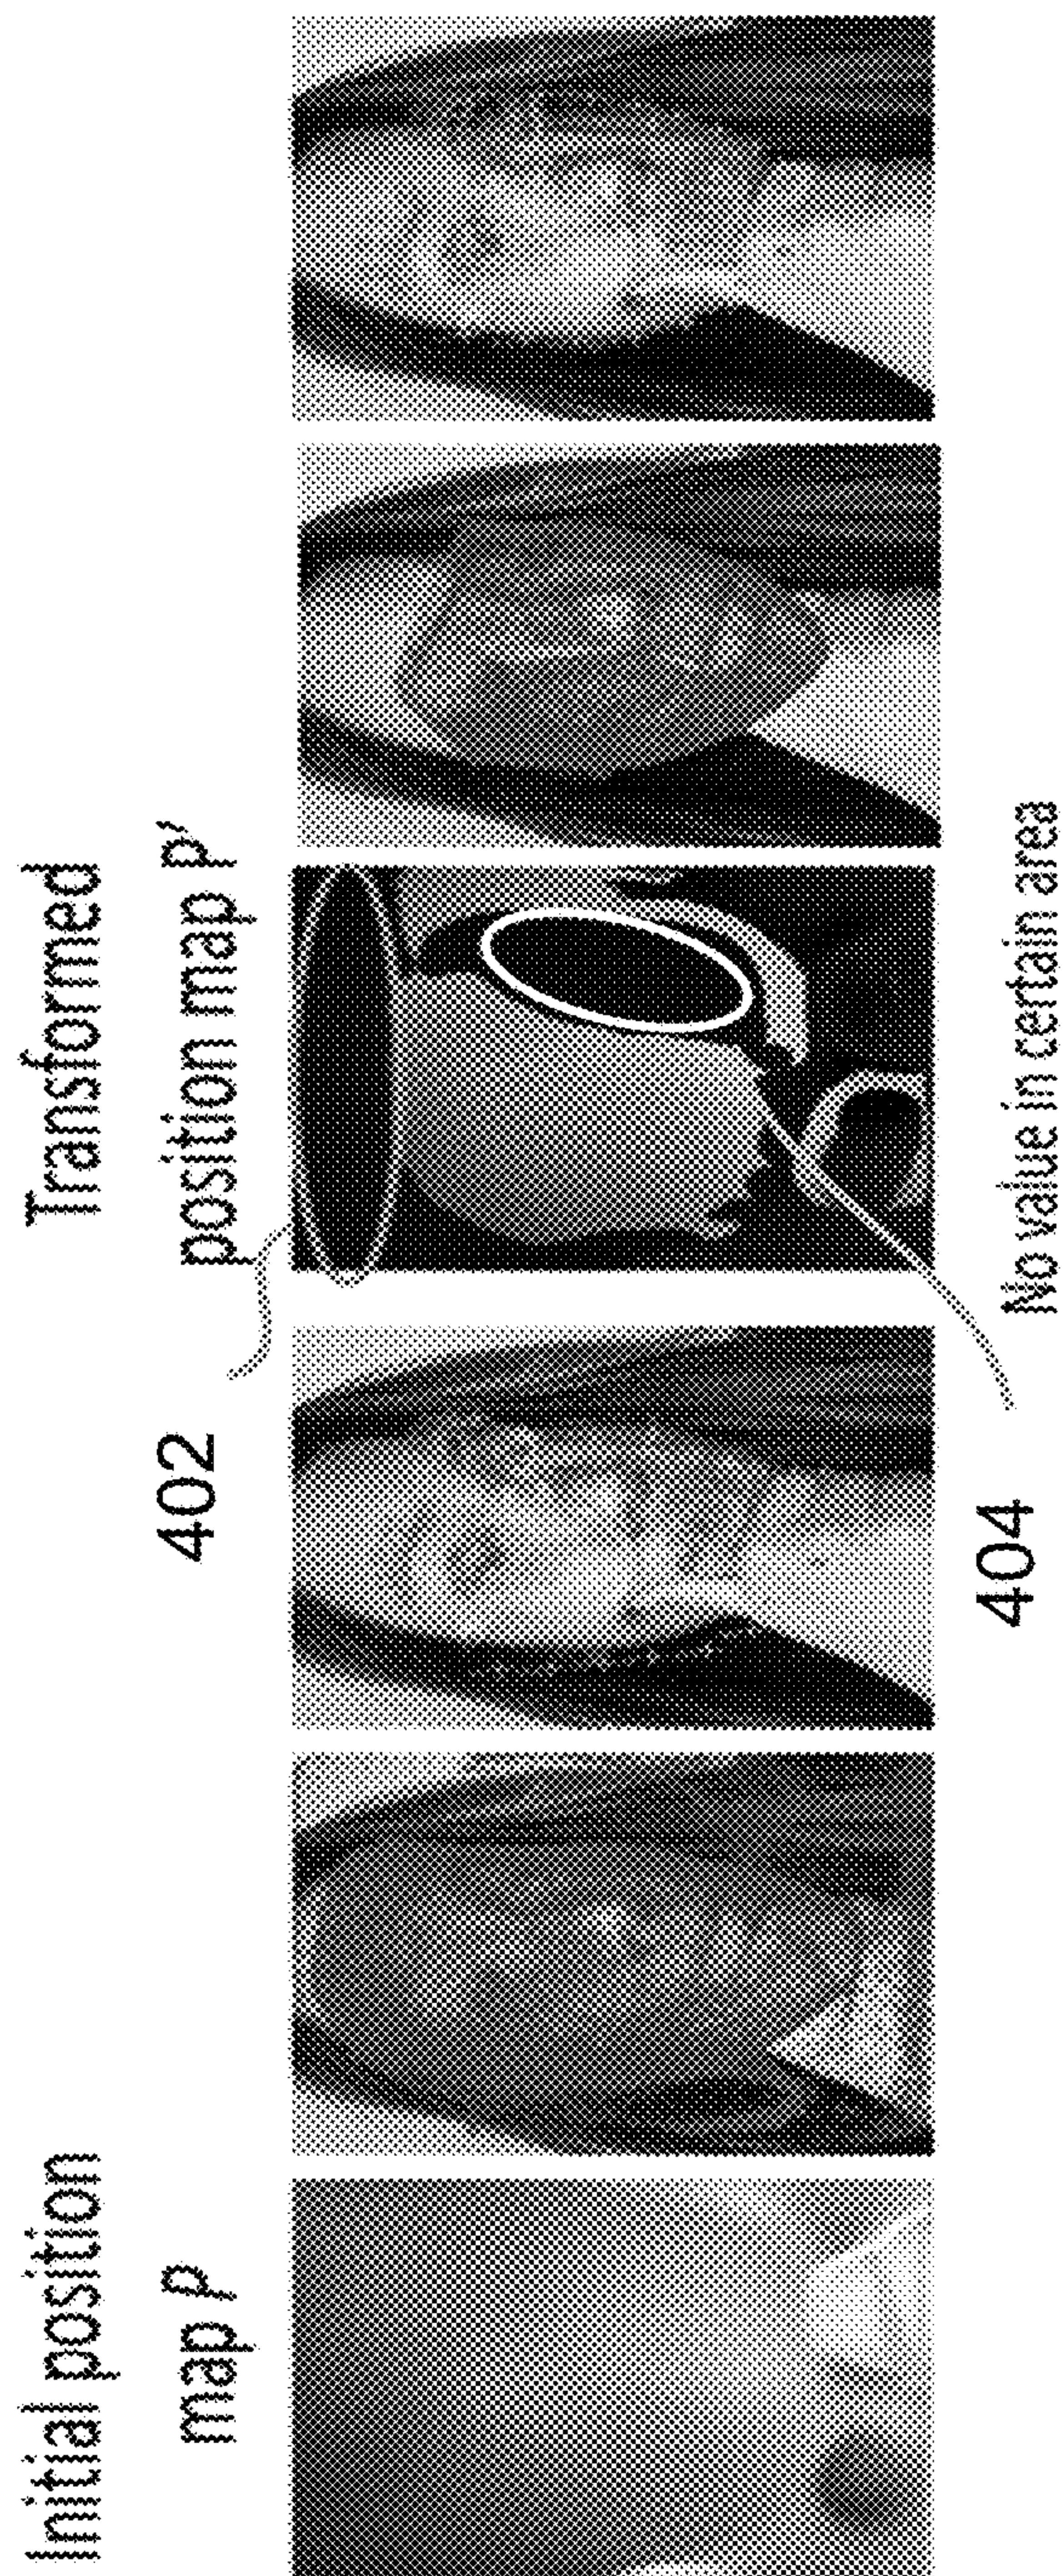 Initial position
map p
Transformed
position map p′
402
404
No value in certain area